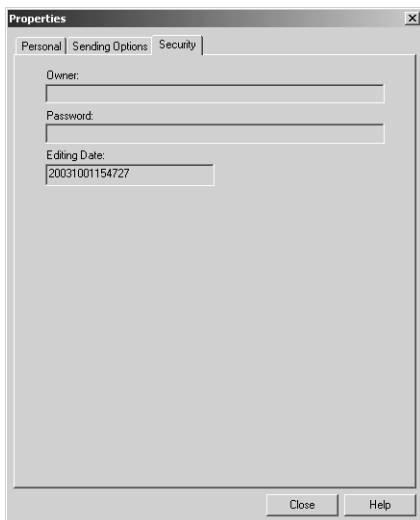 Properties
Personal Sending Options Security
Owner:
Password:
Editing Date:
20031001154727
Close Help